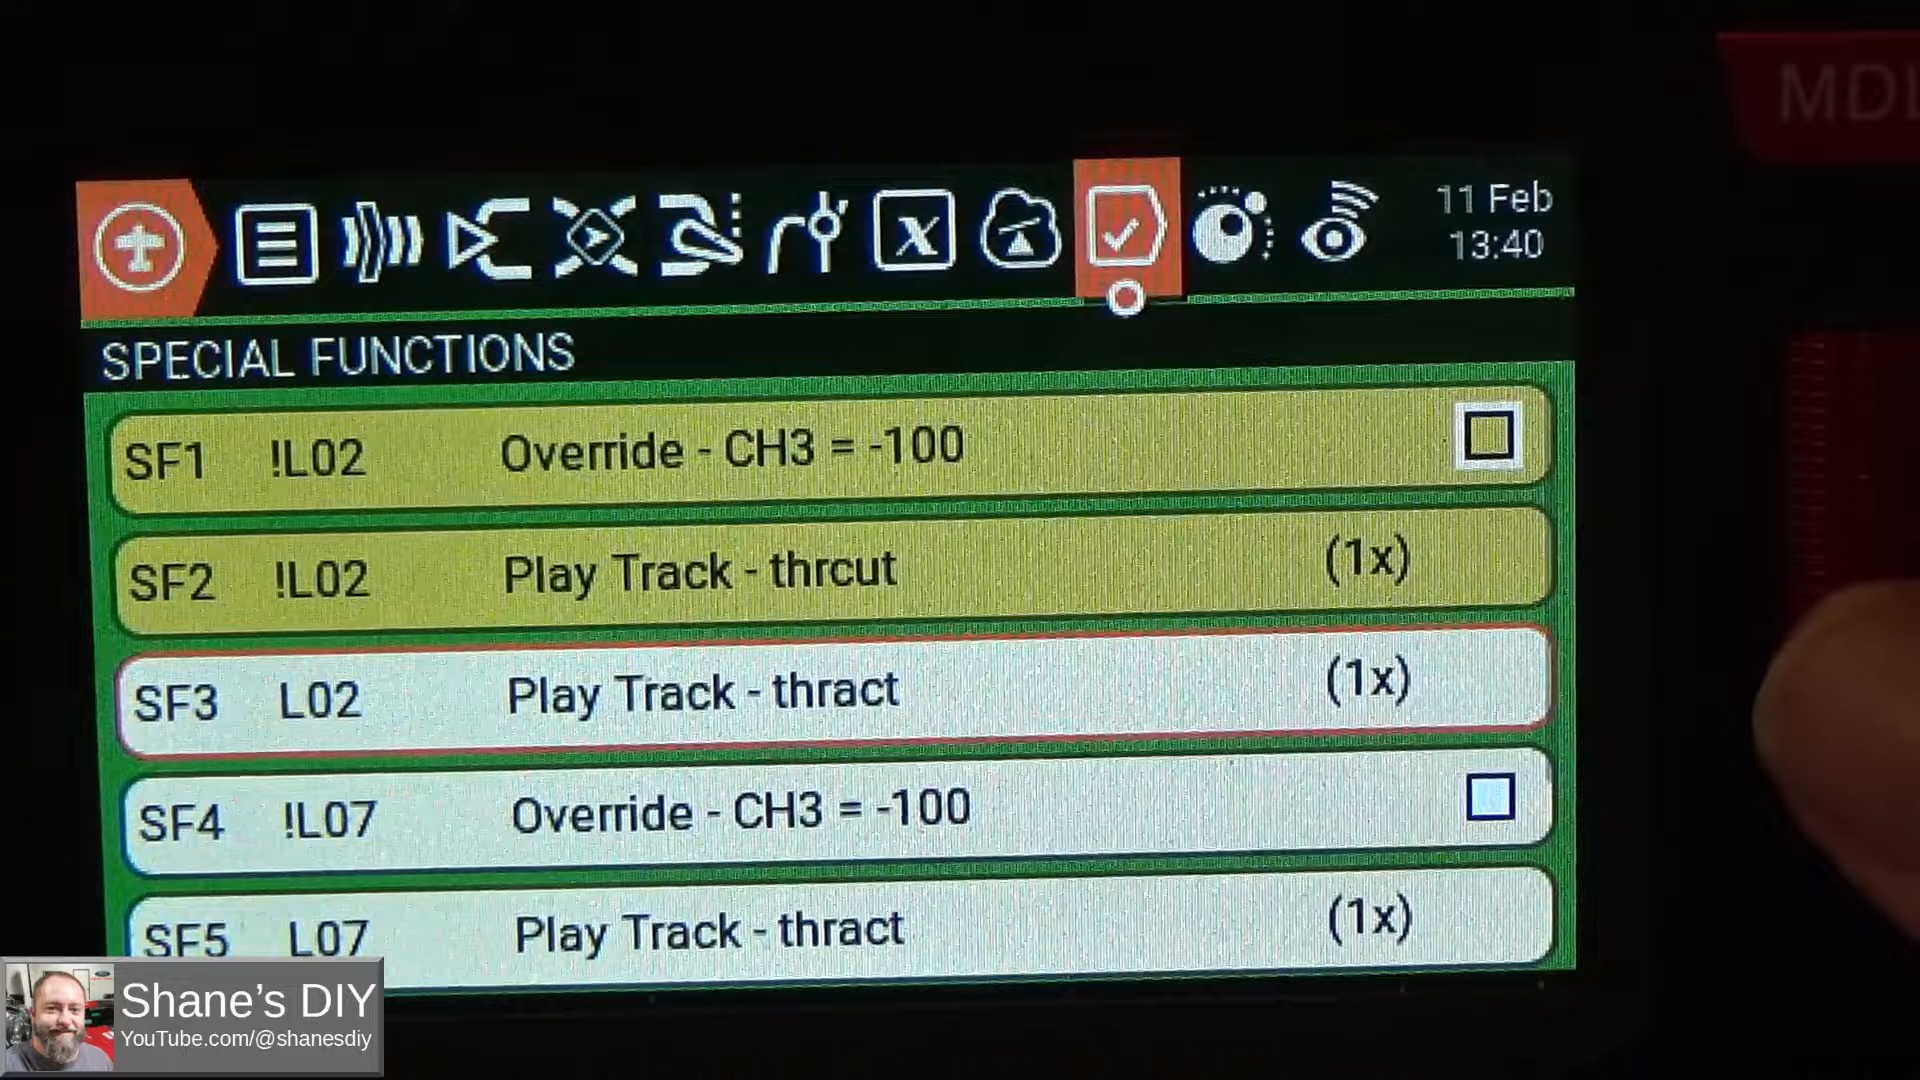 MDL
11 Feb
13:40
SPECIAL FUNCTIONS
SF1 !L02 Override - CH3 = -100
SF2 !L02 Play Track - thrcut (1x)
SF3 L02 Play Track - thract (1x)
SF4 !L07 Override - CH3 = -100
SF5 L07 Play Track - thract (1x)
Shane's DIY
YouTube.com/@shanesdiy